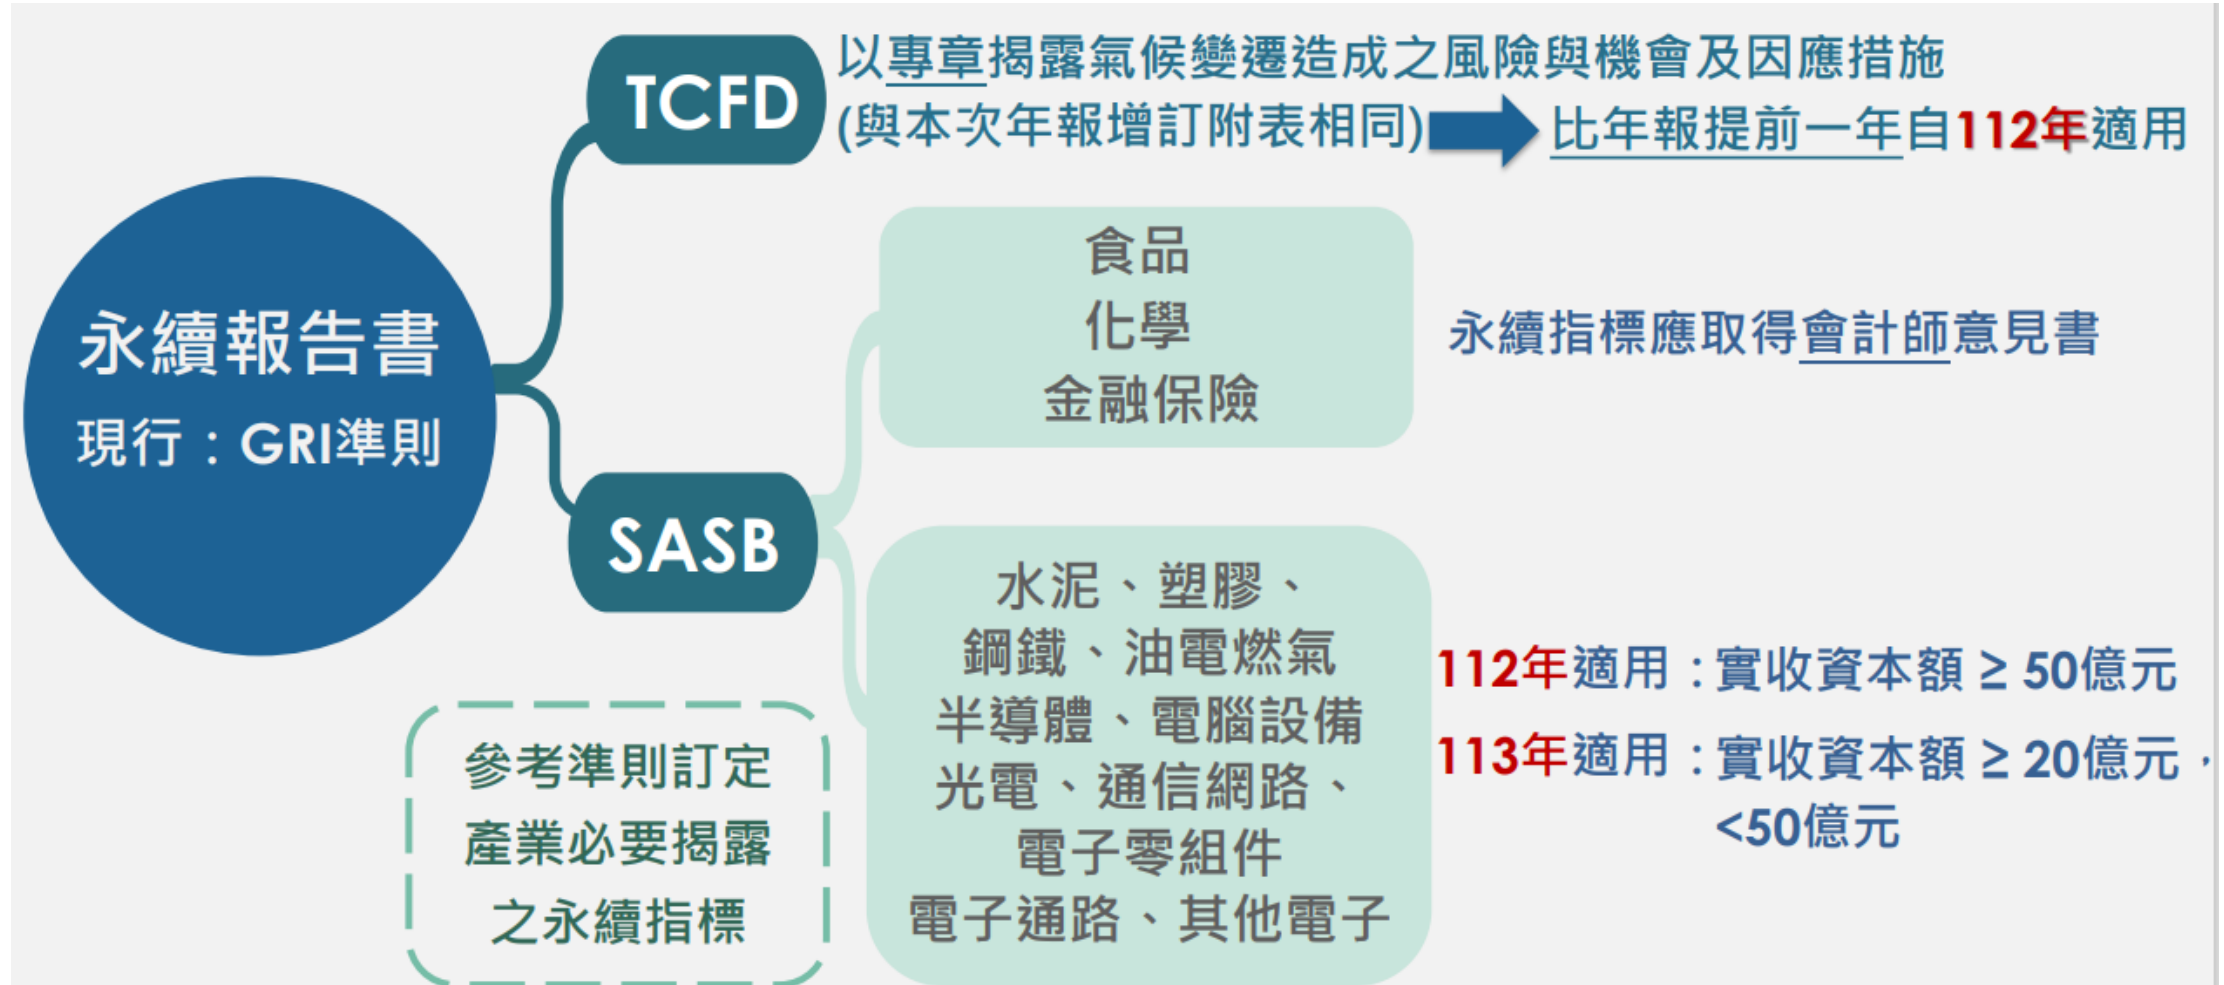 永續報告書
現行：GRI準則
TCFD
以專章揭露氣候變遷造成之風險與機會及因應措施
(與本次年報增訂附表相同)
比年報提前一年自112年適用
SASB
食品
化學
金融保險
永續指標應取得會計師意見書
水泥、塑膠、
鋼鐵、油電燃氣
半導體、電腦設備
光電、通信網路、
電子零組件
電子通路、其他電子
112年適用：實收資本額 ≥ 50億元
113年適用：實收資本額 ≥ 20億元，
<50億元
參考準則訂定
產業必要揭露
之永續指標